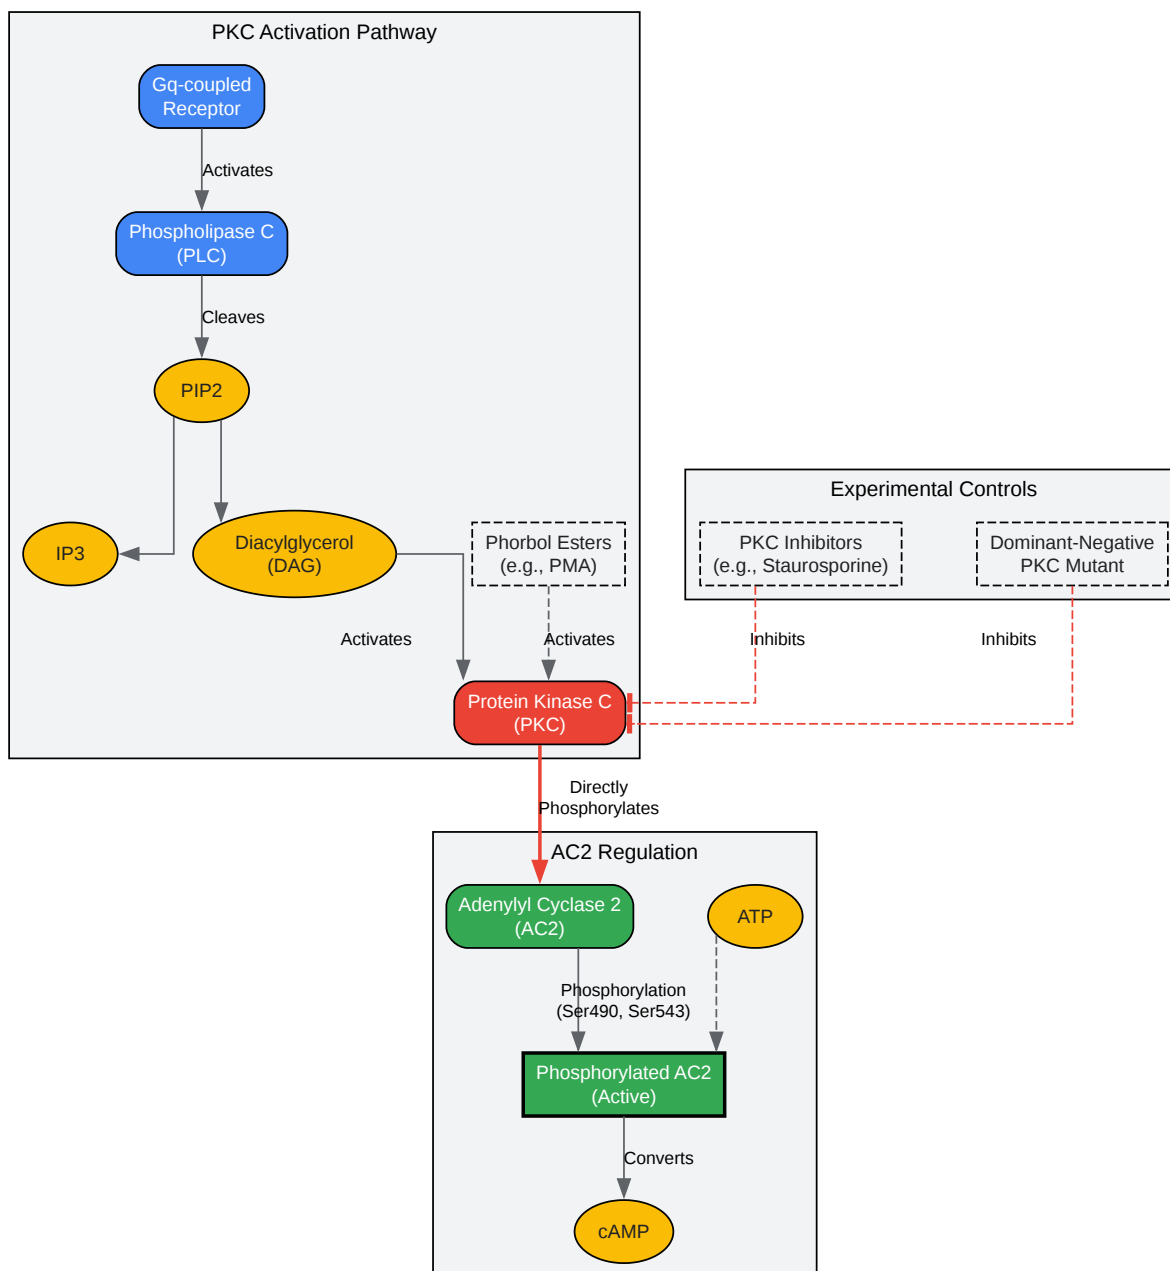 PKC Activation Pathway
Gq-coupled
Receptor
Activates
Phospholipase C
(PLC)
Cleaves
PIP2
IP3
Diacylglycerol
(DAG)
Phorbol Esters
(e.g., PMA)
Activates
Activates
Protein Kinase C
(PKC)
Experimental Controls
PKC Inhibitors
(e.g., Staurosporine)
Dominant-Negative
PKC Mutant
Inhibits
Inhibits
Directly
Phosphorylates
AC2 Regulation
Adenylyl Cyclase 2
(AC2)
ATP
Phosphorylation
(Ser490, Ser543)
Phosphorylated AC2
(Active)
Converts
cAMP